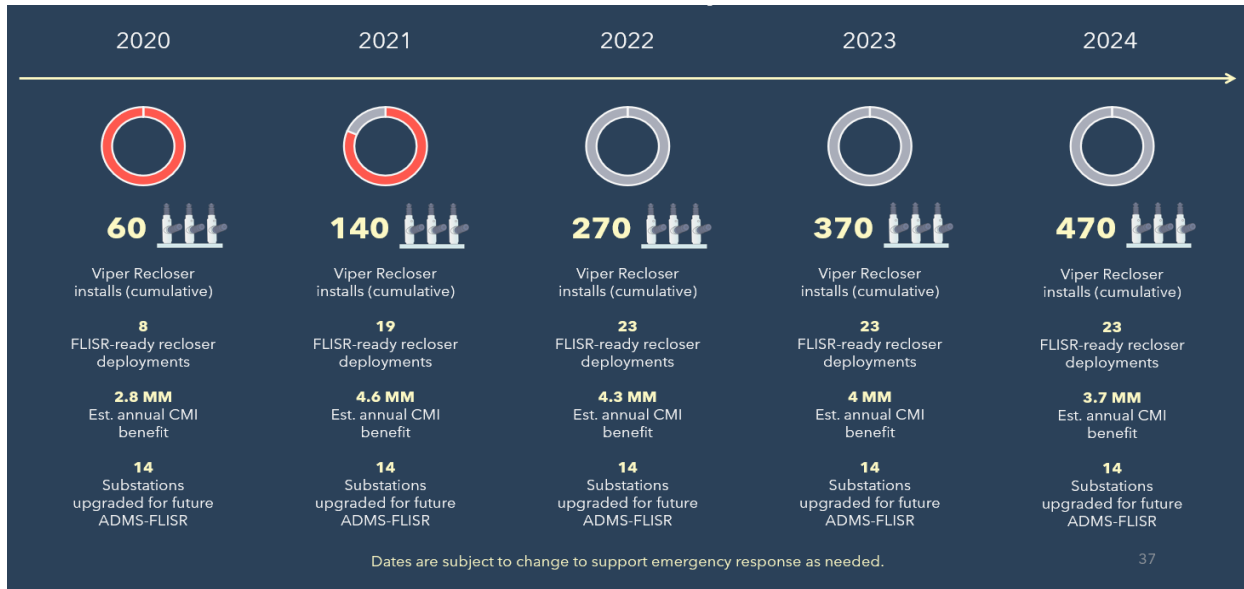 2020
2021
2022
2023
2024
60
Viper Recloser
installs (cumulative)
8
FLISR-ready recloser
deployments
2.8 MM
Est. annual CMI
benefit
14
Substations
upgraded for future
ADMS-FLISR
140
Viper Recloser
installs (cumulative)
19
FLISR-ready recloser
deployments
4.6 MM
Est. annual CMI
benefit
14
Substations
upgraded for future
ADMS-FLISR
270
Viper Recloser
installs (cumulative)
23
FLISR-ready recloser
deployments
4.3 MM
Est. annual CMI
benefit
14
Substations
upgraded for future
ADMS-FLISR
370
Viper Recloser
installs (cumulative)
23
FLISR-ready recloser
deployments
4 MM
Est. annual CMI
benefit
14
Substations
upgraded for future
ADMS-FLISR
470
Viper Recloser
installs (cumulative)
23
FLISR-ready recloser
deployments
3.7 MM
Est. annual CMI
benefit
14
Substations
upgraded for future
ADMS-FLISR
Dates are subject to change to support emergency response as needed.
37